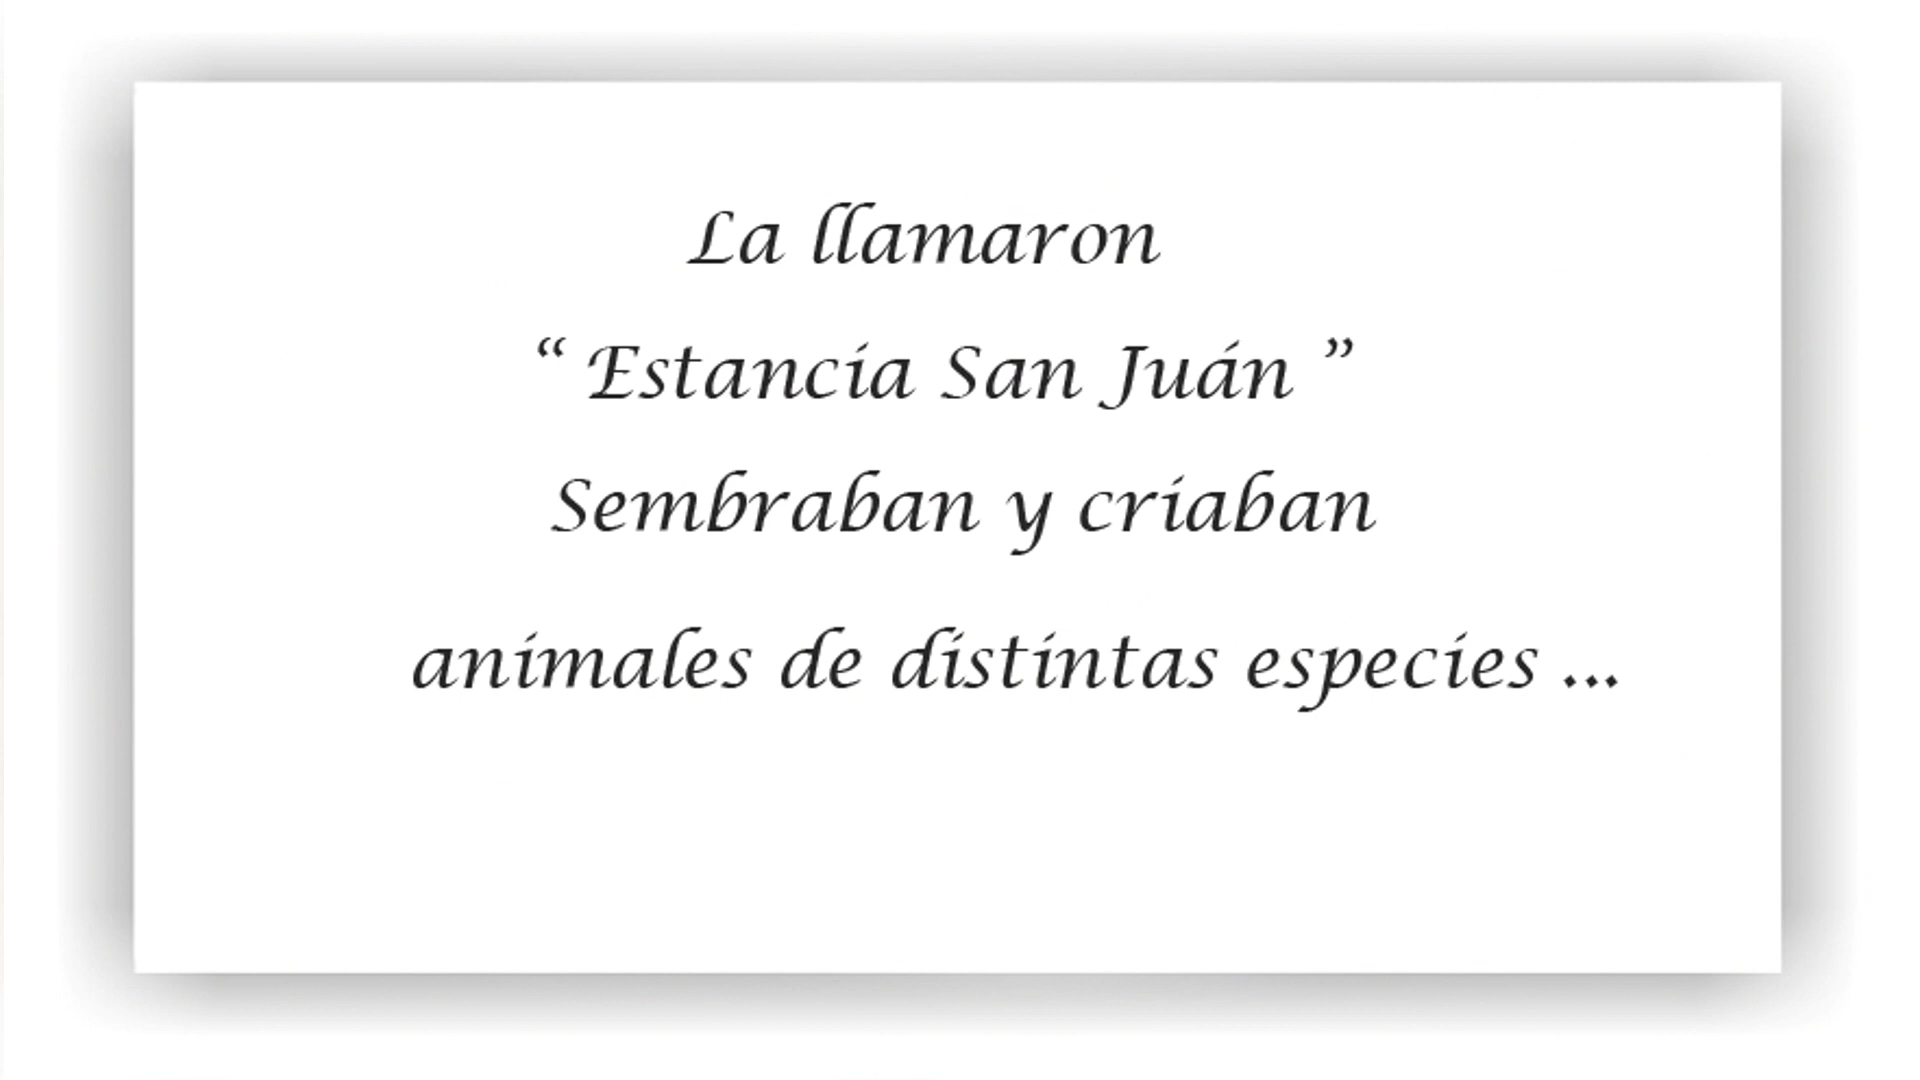 La llamaron
“ Estancia San Juán ”
Sembraban y criaban
animales de distintas especies ...